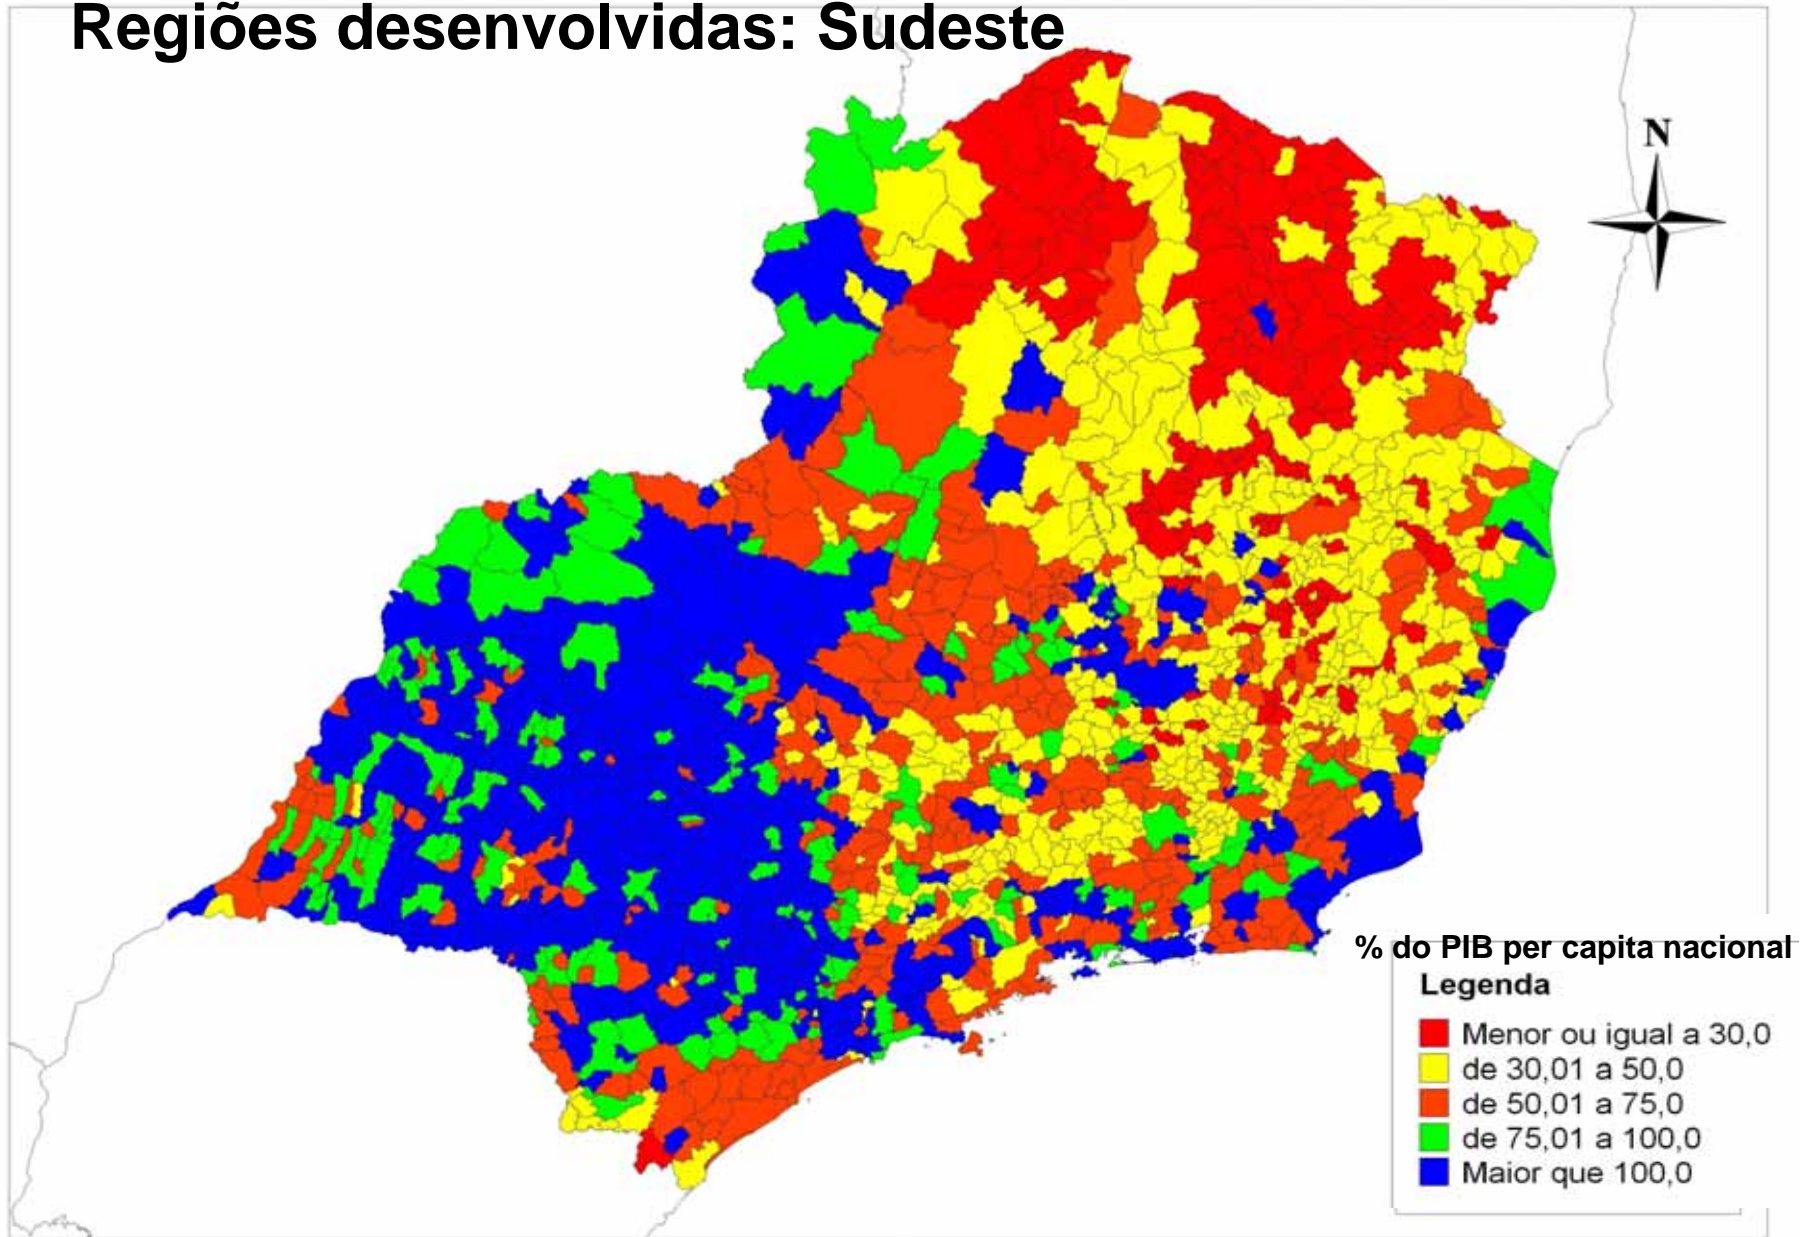 Regiões desenvolvidas: Sudeste
N
% do PIB per capita nacional
Legenda
Menor ou igual a 30,0
de 30,01 a 50,0
de 50,01 a 75,0
de 75,01 a 100,0
Maior que 100,0